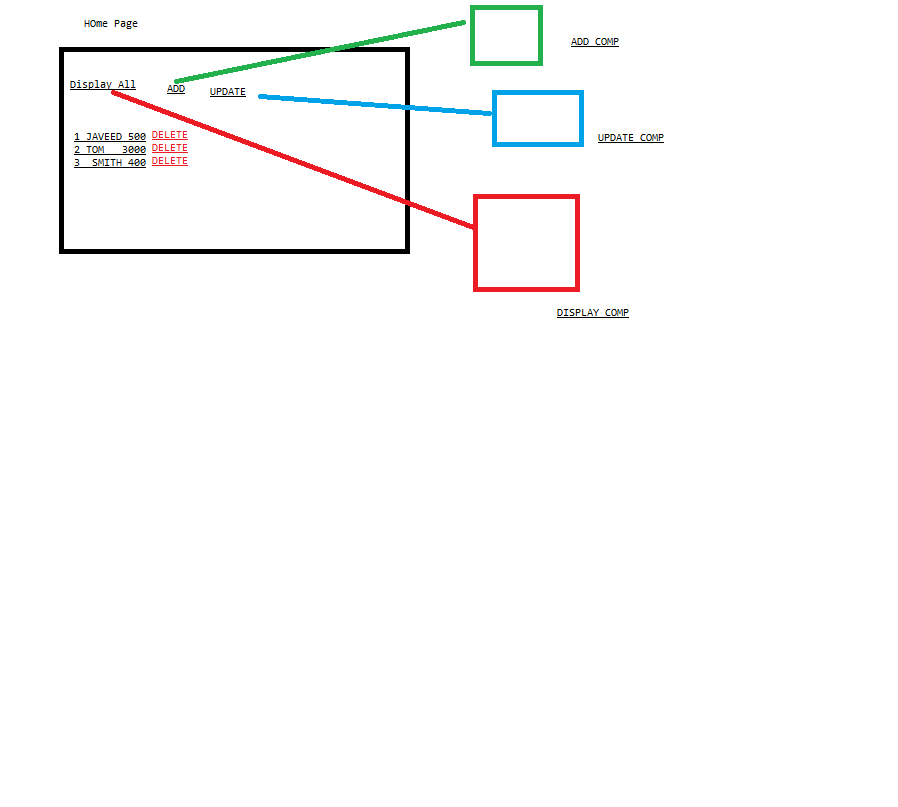 HOme Page
ADD COMP
Display All ADD UPDATE
UPDATE COMP
1 JAVEED 500 DELETE
2 TOM   3000 DELETE
3  SMITH 400 DELETE
DISPLAY COMP